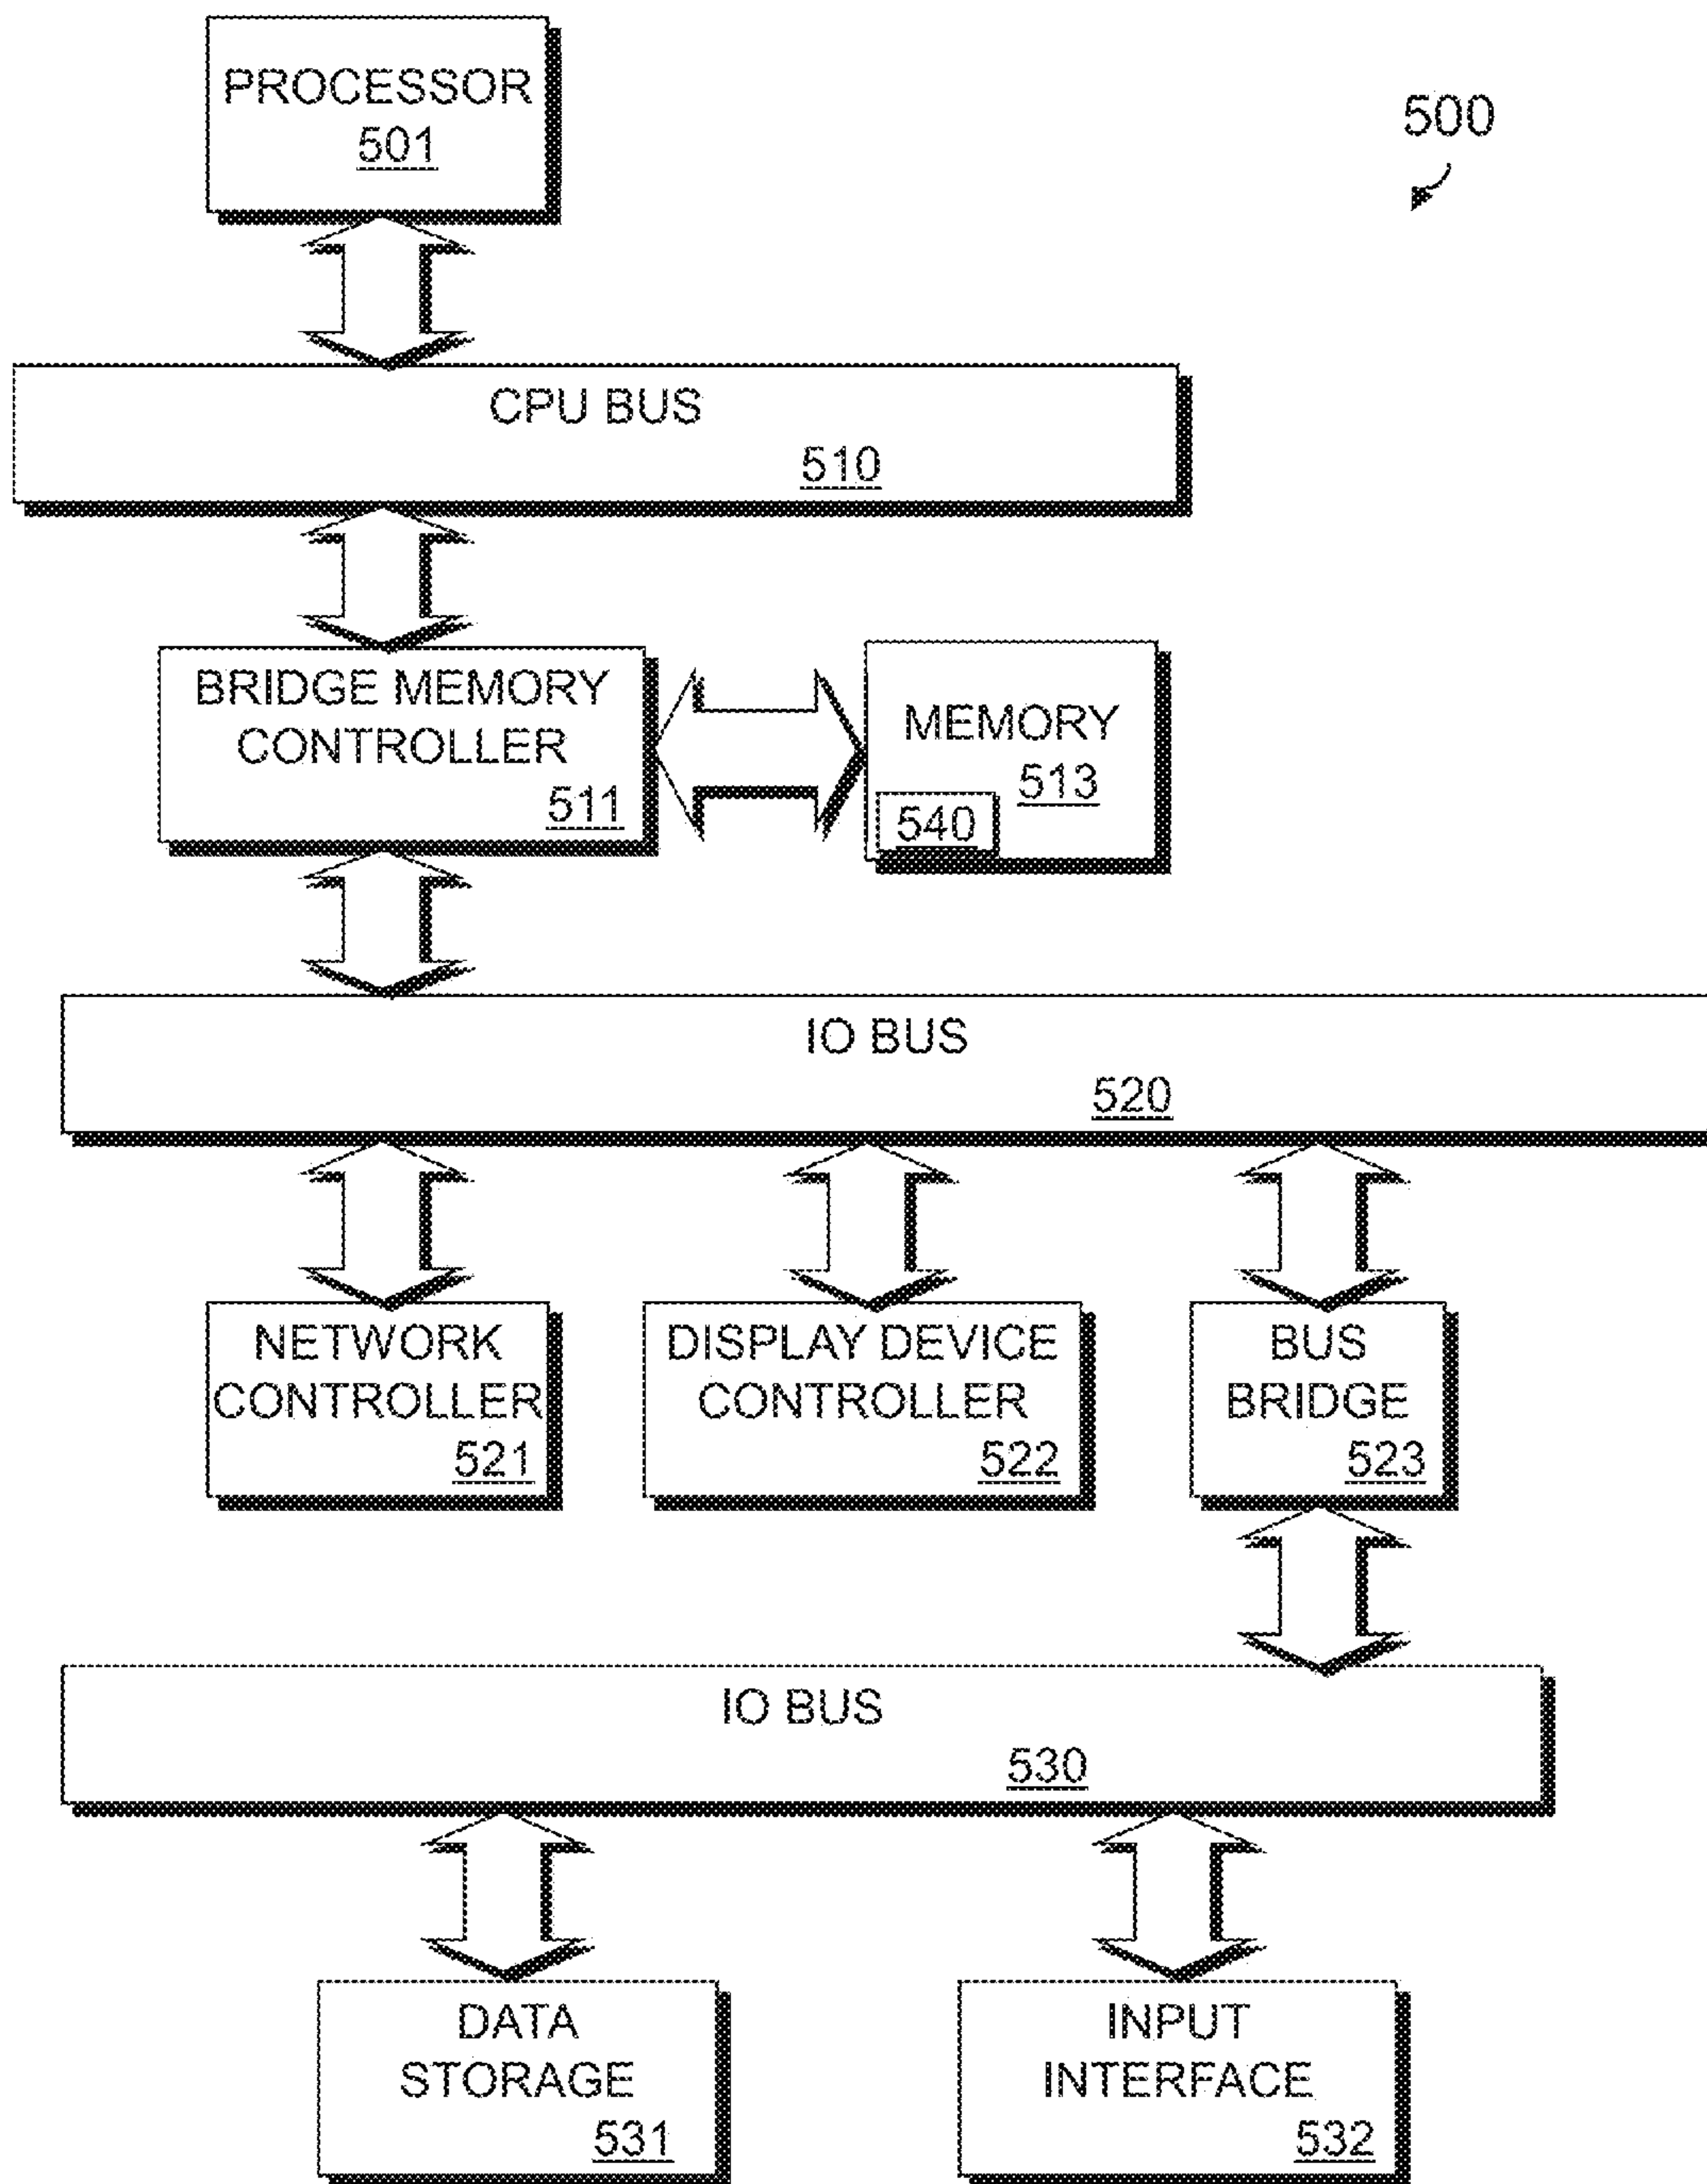 PROCESSOR
501
500
CPU BUS
510
BRIDGE MEMORY
CONTROLLER
511
MEMORY
513
540
IO BUS
520
NETWORK
CONTROLLER
521
DISPLAY DEVICE
CONTROLLER
522
BUS
BRIDGE
523
IO BUS
530
DATA
STORAGE
531
INPUT
INTERFACE
532